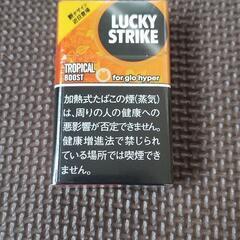 LUCKY
STRIKE
TROPICAL
BOOST
for glo hyper
加熱式たばこの煙(蒸気)
は、周りの人の健康への
悪影響が否定できません。
健康増進法で禁じられ
ている場所では喫煙でき
ません。